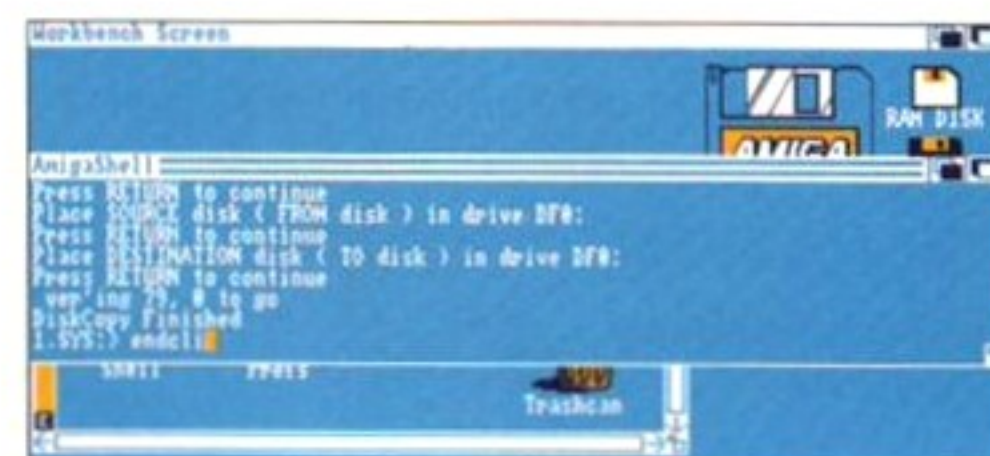 Workbench Screen
RAM DISK
AMIGA
AmigaShell
Press RETURN to continue
Place SOURCE disk ( FROM disk ) in drive DF0:
Press RETURN to continue
Place DESTINATION disk ( TO disk ) in drive DF0:
Press RETURN to continue
ver'ing 79, 0 to go
DiskCopy Finished
1.SYS:> endcli
Shell Prefs
Trashcan